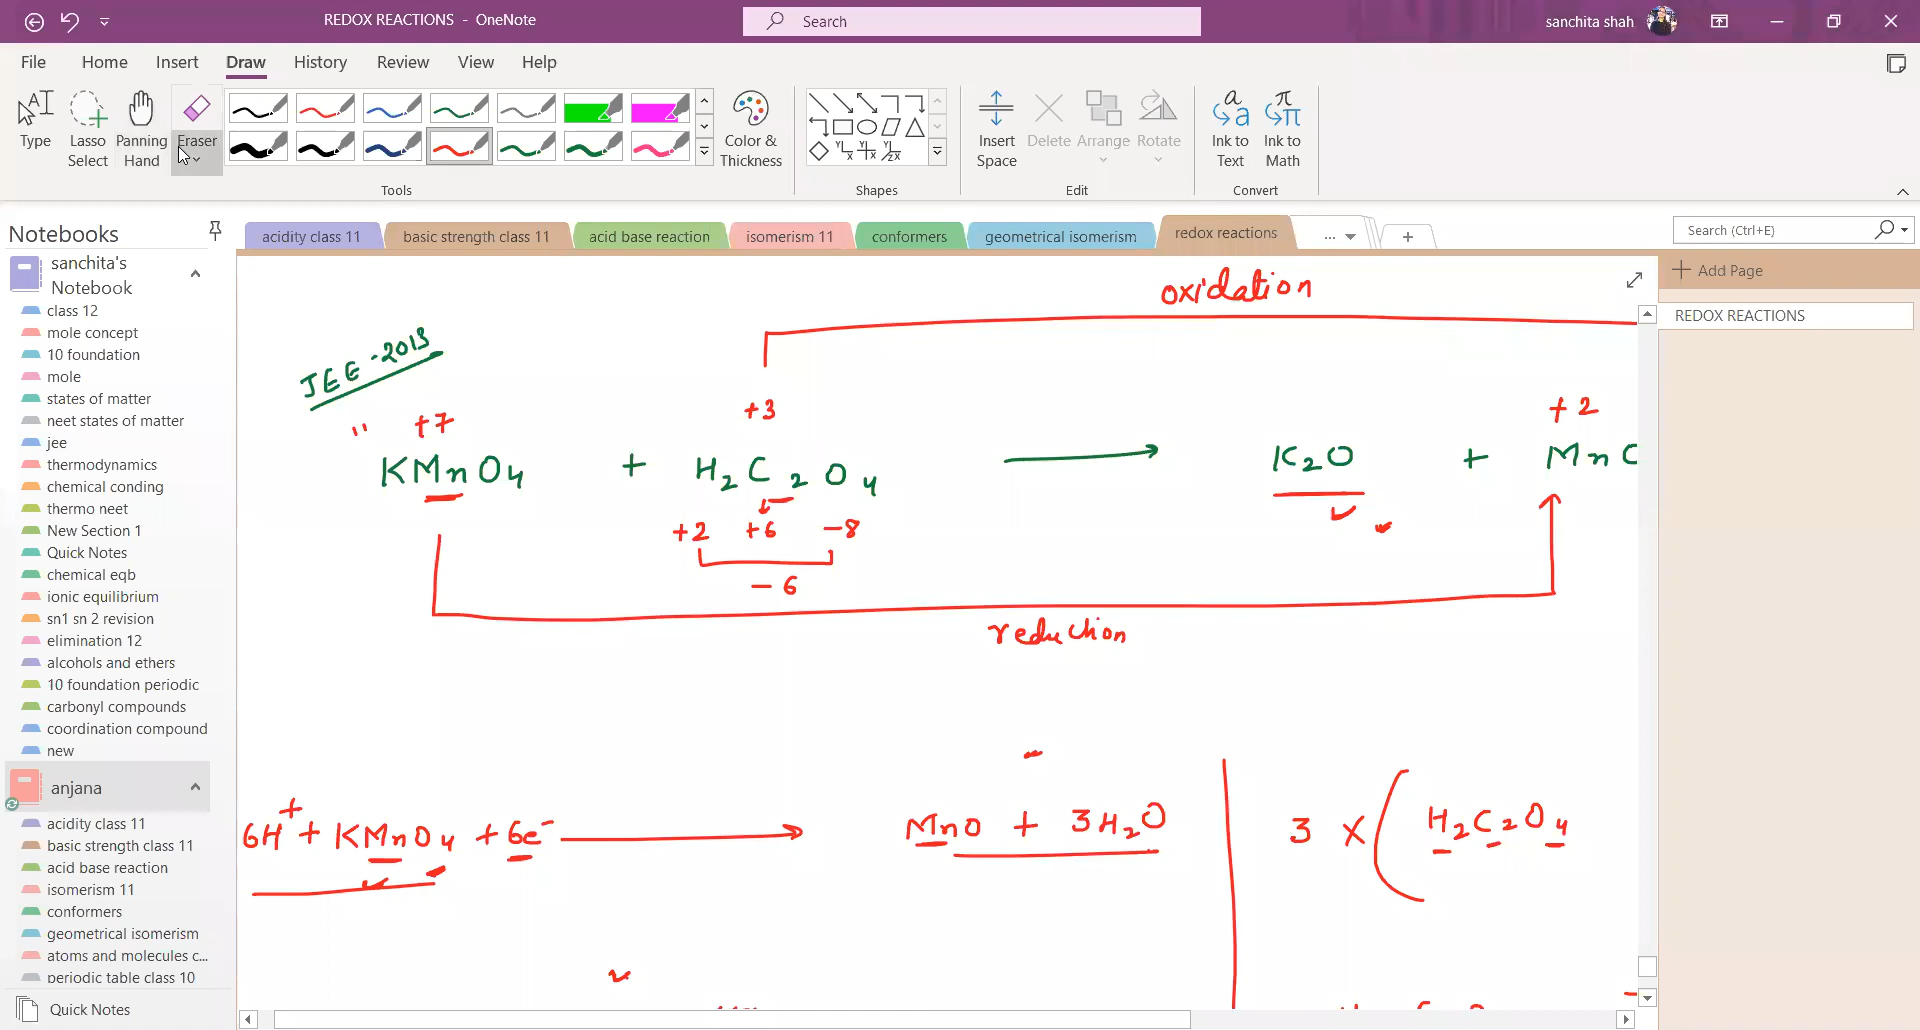 REDOX REACTIONS - OneNote
Search
sanchita shah
File Home Insert Draw History Review View Help
Type
Lasso Select
Panning Hand
Eraser
Color & Thickness
Insert Space
Delete
Arrange
Rotate
Ink to Text
Ink to Math
Tools Shapes Edit Convert
Notebooks
acidity class 11
basic strength class 11
acid base reaction
isomerism 11
conformers
geometrical isomerism
redox reactions
...
Search (Ctrl+E)
Add Page
REDOX REACTIONS
sanchita's Notebook
class 12
mole concept
10 foundation
mole
states of matter
neet states of matter
jee
thermodynamics
chemical conding
thermo neet
New Section 1
Quick Notes
chemical eqb
ionic equilibrium
sn1 sn 2 revision
elimination 12
alcohols and ethers
10 foundation periodic
carbonyl compounds
coordination compound
new
anjana
acidity class 11
basic strength class 11
acid base reaction
isomerism 11
conformers
geometrical isomerism
atoms and molecules c...
periodic table class 10
Quick Notes
oxidation
JEE-2013
+7 +3 +2
KMnO₄ + H₂C₂O₄ → K₂O + MnO
+2 +6 -8
-6
reduction
6H⁺ + KMnO₄ + 6e⁻ → MnO + 3H₂O
3 × ( H₂C₂O₄